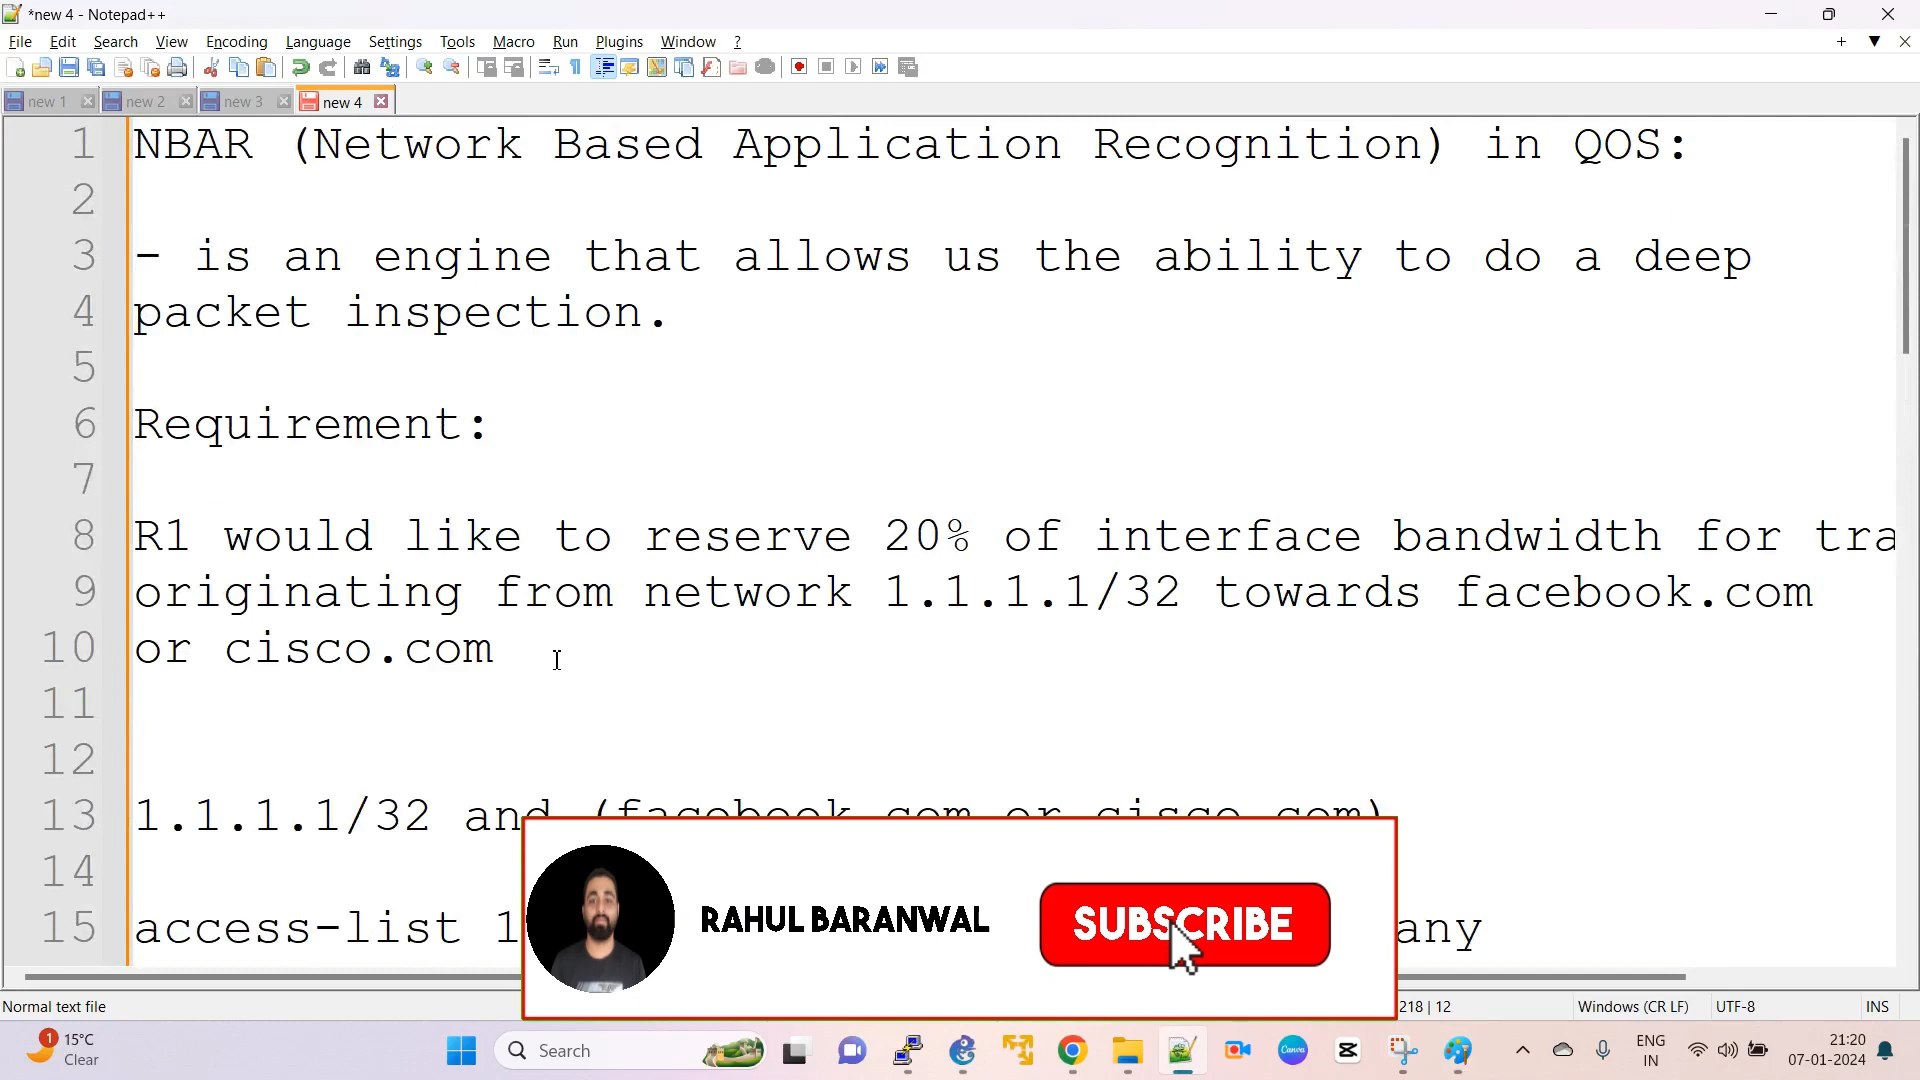 *new 4 - Notepad++
File Edit Search View Encoding Language Settings Tools Macro Run Plugins Window ?
new 1 new 2 new 3 new 4
1 NBAR (Network Based Application Recognition) in QOS:
2
3 - is an engine that allows us the ability to do a deep
4 packet inspection.
5
6 Requirement:
7
8 R1 would like to reserve 20% of interface bandwidth for tra
9 originating from network 1.1.1.1/32 towards facebook.com
10 or cisco.com
11
12
13 1.1.1.1/32 and (facebook.com or cisco.com)
14
15 access-list 1 any
RAHUL BARANWAL
SUBSCRIBE
Normal text file 218 | 12 Windows (CR LF) UTF-8 INS
1 15°C
Clear
Search
ENG
IN
21:20
07-01-2024